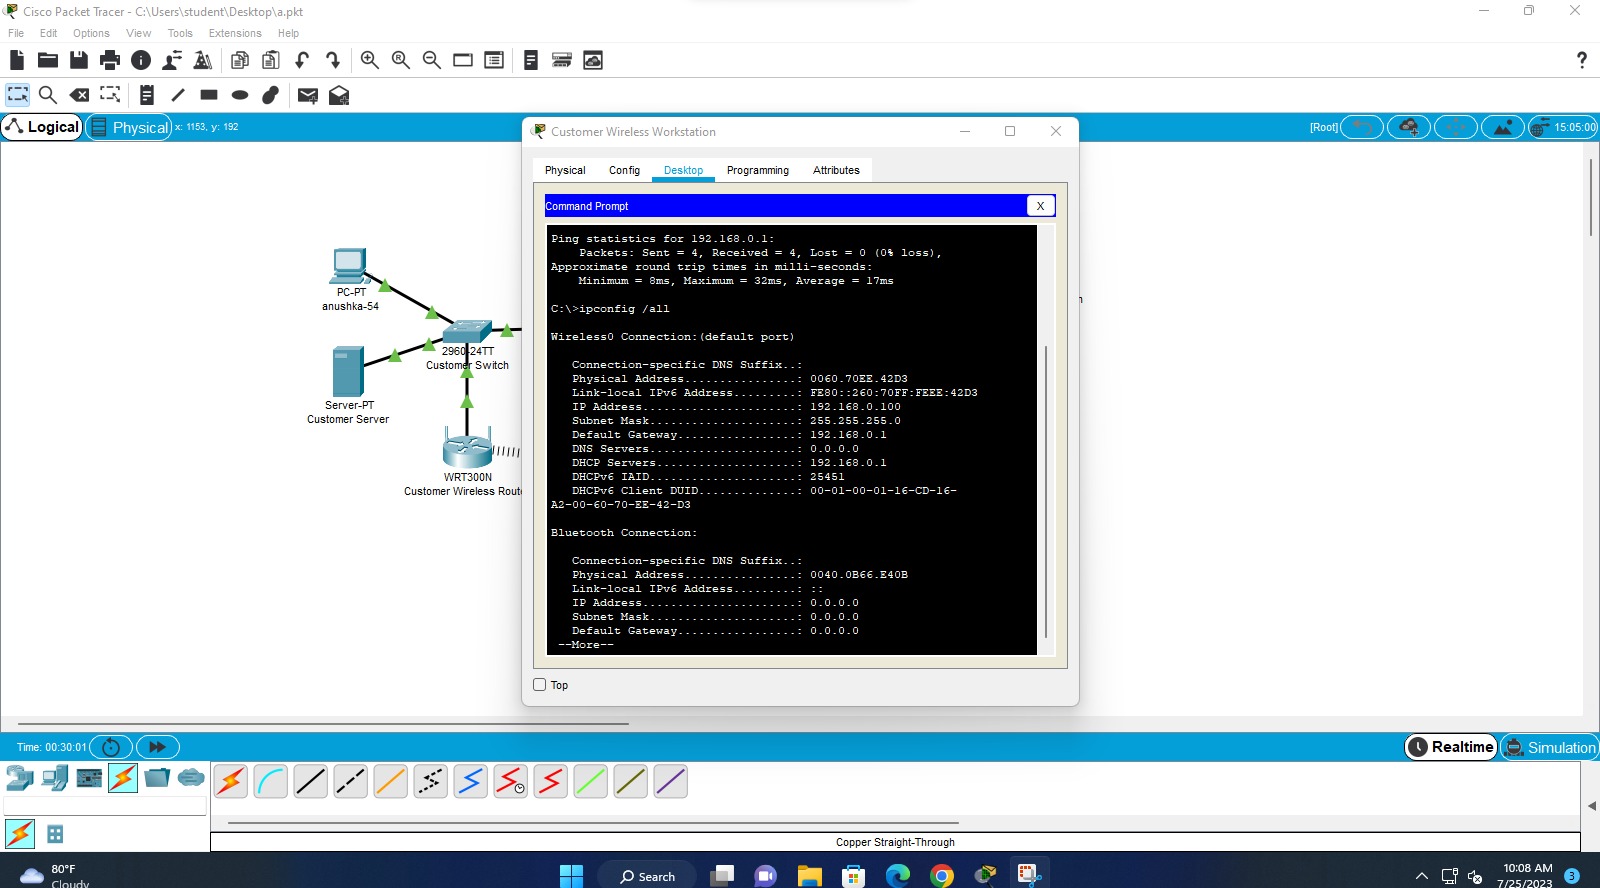 Cisco Packet Tracer - C:\Users\student\Desktop\a.pkt
File Edit Options View Tools Extensions Help
Logical Physical x: 1153, y: 192
[Root] 15:05:00
Customer Wireless Workstation
Physical Config Desktop Programming Attributes
Command Prompt X
Ping statistics for 192.168.0.1:
Packets: Sent = 4, Received = 4, Lost = 0 (0% loss),
Approximate round trip times in milli-seconds:
Minimum = 8ms, Maximum = 32ms, Average = 17ms
C:\>ipconfig /all
Wireless0 Connection:(default port)
Connection-specific DNS Suffix..:
Physical Address................: 0060.70EE.42D3
Link-local IPv6 Address.........: FE80::260:70FF:FEEE:42D3
IP Address......................: 192.168.0.100
Subnet Mask.....................: 255.255.255.0
Default Gateway.................: 192.168.0.1
DNS Servers.....................: 0.0.0.0
DHCP Servers....................: 192.168.0.1
DHCPv6 IAID.....................: 25451
DHCPv6 Client DUID..............: 00-01-00-01-16-CD-16-
A2-00-60-70-EE-42-D3
Bluetooth Connection:
Connection-specific DNS Suffix..:
Physical Address................: 0040.0B66.E40B
Link-local IPv6 Address.........: ::
IP Address......................: 0.0.0.0
Subnet Mask.....................: 0.0.0.0
Default Gateway.................: 0.0.0.0
--More--
Top
PC-PT
anushka-54
2960-24TT
Customer Switch
Server-PT
Customer Server
WRT300N
Customer Wireless Rout
n
Time: 00:30:01
Realtime Simulation
Copper Straight-Through
80°F
Cloudy
Search
10:08 AM
7/25/2023
3